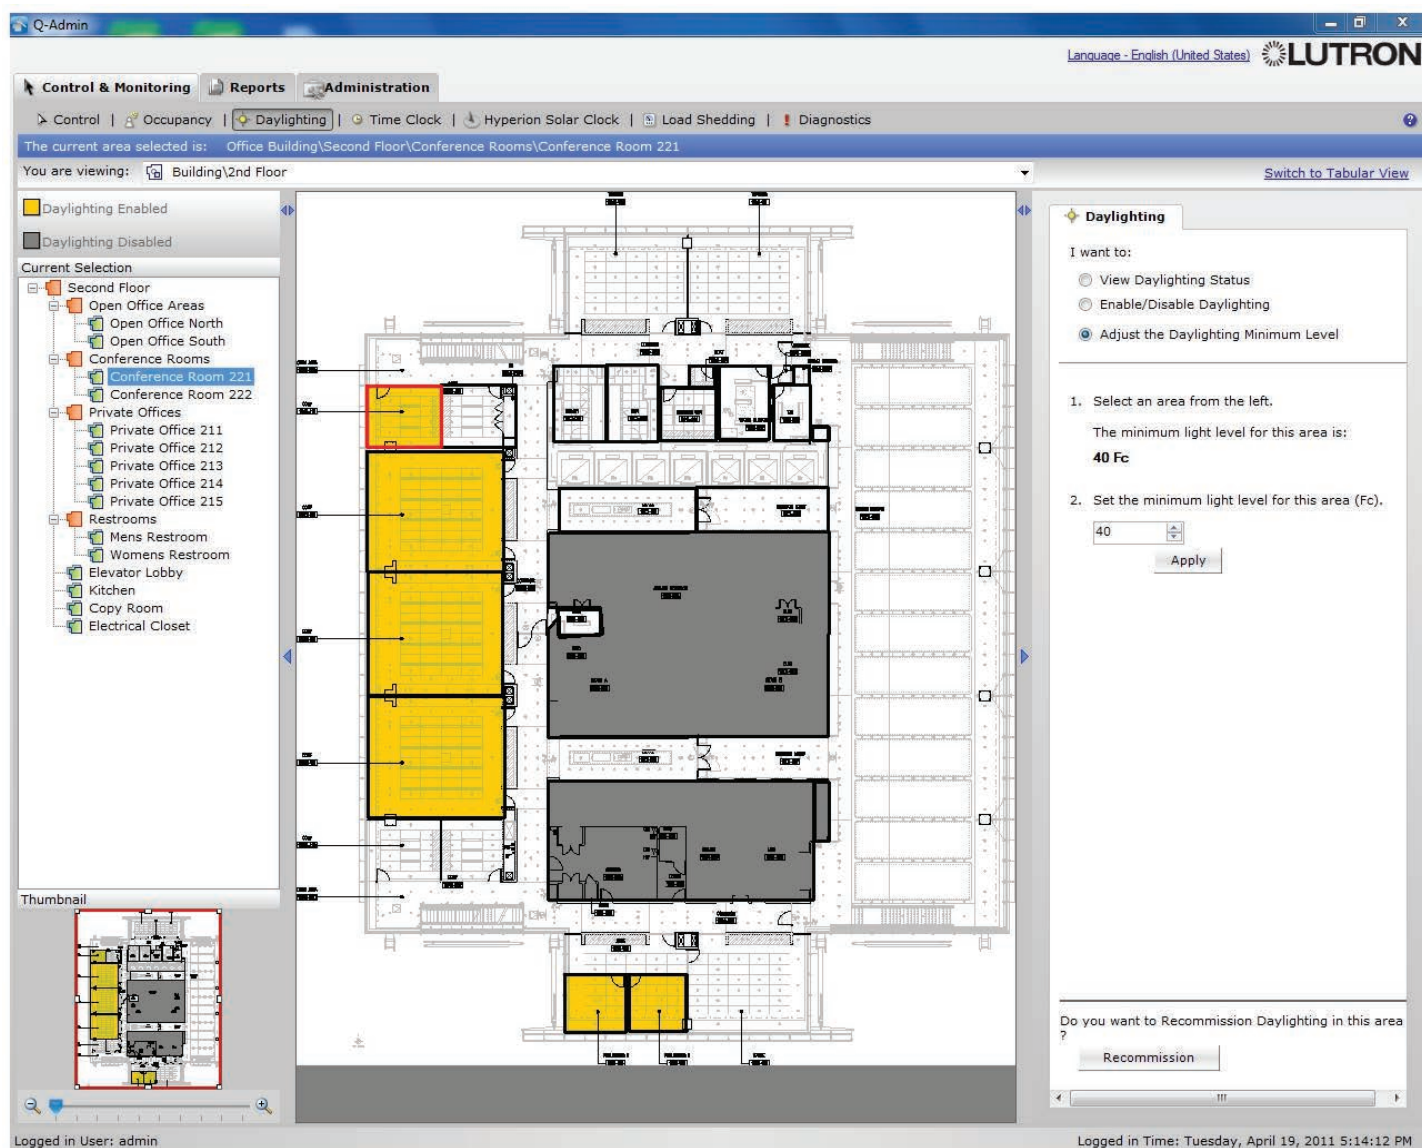 Q-Admin
Language - English (United States)
LUTRON
Control & Monitoring
Reports
Administration
Control | Occupancy | Daylighting | Time Clock | Hyperion Solar Clock | Load Shedding | Diagnostics
The current area selected is: Office Building\Second Floor\Conference Rooms\Conference Room 221
You are viewing: Building\2nd Floor
Switch to Tabular View
Daylighting Enabled
Daylighting Disabled
Current Selection
Second Floor
Open Office Areas
Open Office North
Open Office South
Conference Rooms
Conference Room 221
Conference Room 222
Private Offices
Private Office 211
Private Office 212
Private Office 213
Private Office 214
Private Office 215
Restrooms
Mens Restroom
Womens Restroom
Elevator Lobby
Kitchen
Copy Room
Electrical Closet
Thumbnail
Daylighting
I want to:
View Daylighting Status
Enable/Disable Daylighting
Adjust the Daylighting Minimum Level
1. Select an area from the left.
The minimum light level for this area is:
40 Fc
2. Set the minimum light level for this area (Fc).
40
Apply
Do you want to Recommission Daylighting in this area
?
Recommission
Logged in User: admin
Logged in Time: Tuesday, April 19, 2011 5:14:12 PM